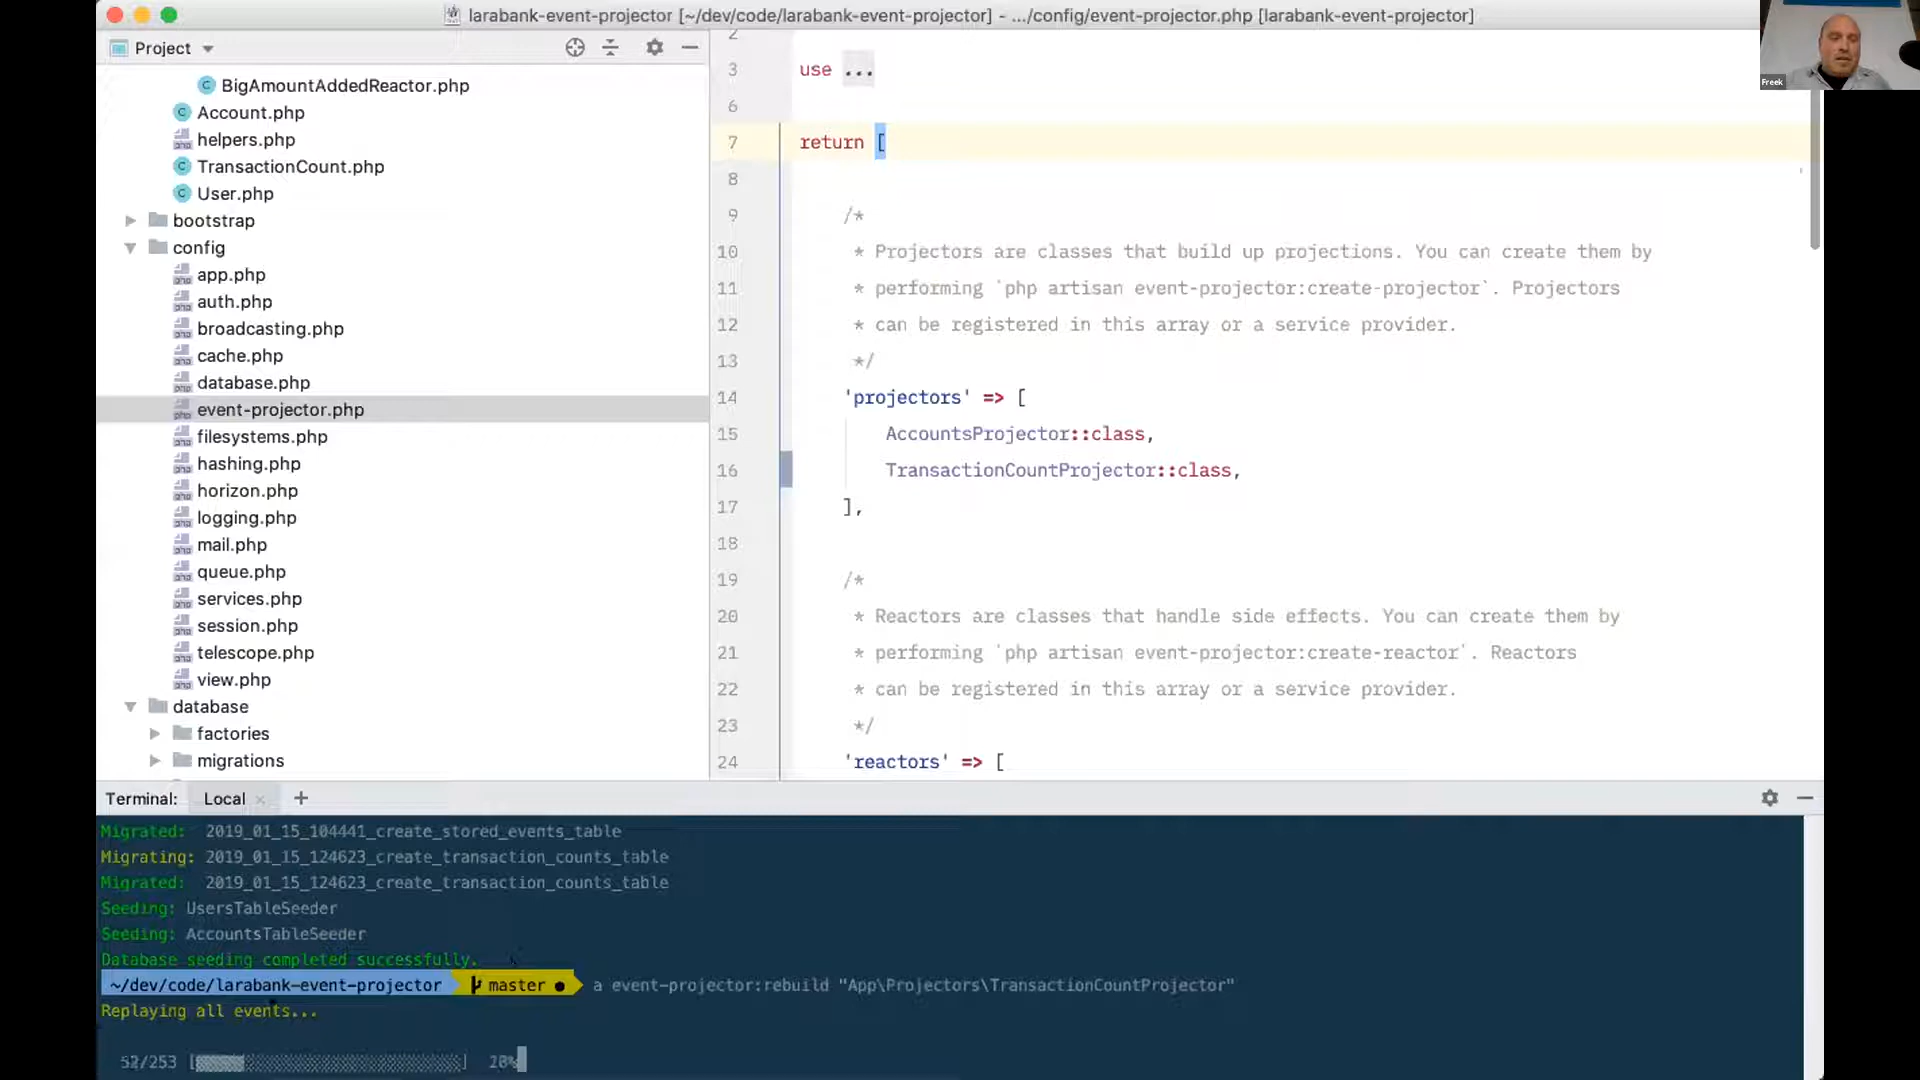 larabank-event-projector [~/dev/code/larabank-event-projector] - .../config/event-projector.php [larabank-event-projector]
Freek
Project
BigAmountAddedReactor.php
Account.php
helpers.php
TransactionCount.php
User.php
bootstrap
config
app.php
auth.php
broadcasting.php
cache.php
database.php
event-projector.php
filesystems.php
hashing.php
horizon.php
logging.php
mail.php
queue.php
services.php
session.php
telescope.php
view.php
database
factories
migrations
2
3 use ...
6
7 return [
8
9 /*
10 * Projectors are classes that build up projections. You can create them by
11 * performing `php artisan event-projector:create-projector`. Projectors
12 * can be registered in this array or a service provider.
13 */
14 'projectors' => [
15 AccountsProjector::class,
16 TransactionCountProjector::class,
17 ],
18
19 /*
20 * Reactors are classes that handle side effects. You can create them by
21 * performing `php artisan event-projector:create-reactor`. Reactors
22 * can be registered in this array or a service provider.
23 */
24 'reactors' => [
Terminal: Local +
Migrated: 2019_01_15_104441_create_stored_events_table
Migrating: 2019_01_15_124623_create_transaction_counts_table
Migrated: 2019_01_15_124623_create_transaction_counts_table
Seeding: UsersTableSeeder
Seeding: AccountsTableSeeder
Database seeding completed successfully.
~/dev/code/larabank-event-projector master ● a event-projector:rebuild "App\Projectors\TransactionCountProjector"
Replaying all events...
52/253 [ ] 20%